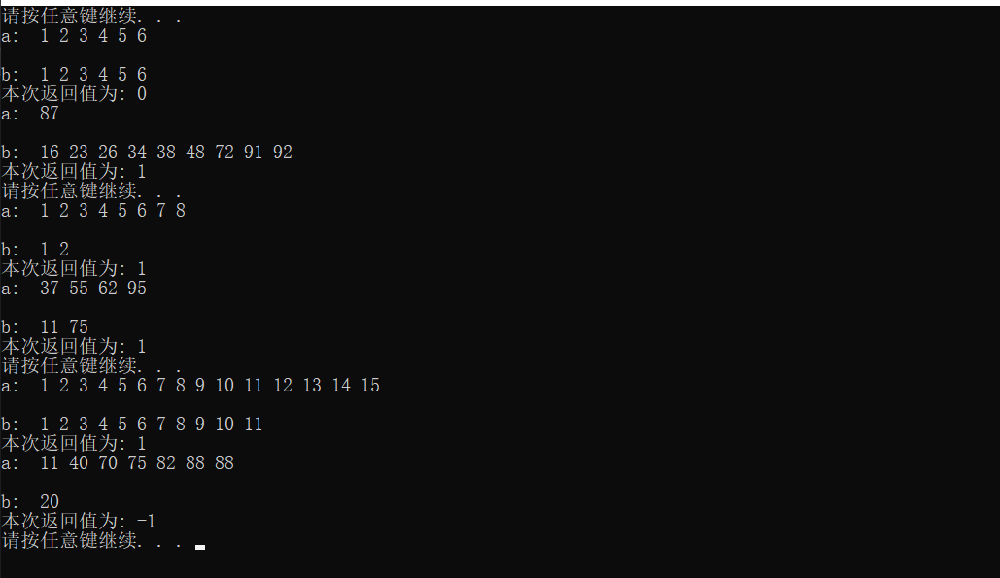 请按任意键继续. . .
a:  1 2 3 4 5 6
b:  1 2 3 4 5 6
本次返回值为: 0
a:  87
b:  16 23 26 34 38 48 72 91 92
本次返回值为: 1
请按任意键继续. . .
a:  1 2 3 4 5 6 7 8
b:  1 2
本次返回值为: 1
a:  37 55 62 95
b:  11 75
本次返回值为: 1
请按任意键继续. . .
a:  1 2 3 4 5 6 7 8 9 10 11 12 13 14 15
b:  1 2 3 4 5 6 7 8 9 10 11
本次返回值为: 1
a:  11 40 70 75 82 88 88
b:  20
本次返回值为: -1
请按任意键继续. . .